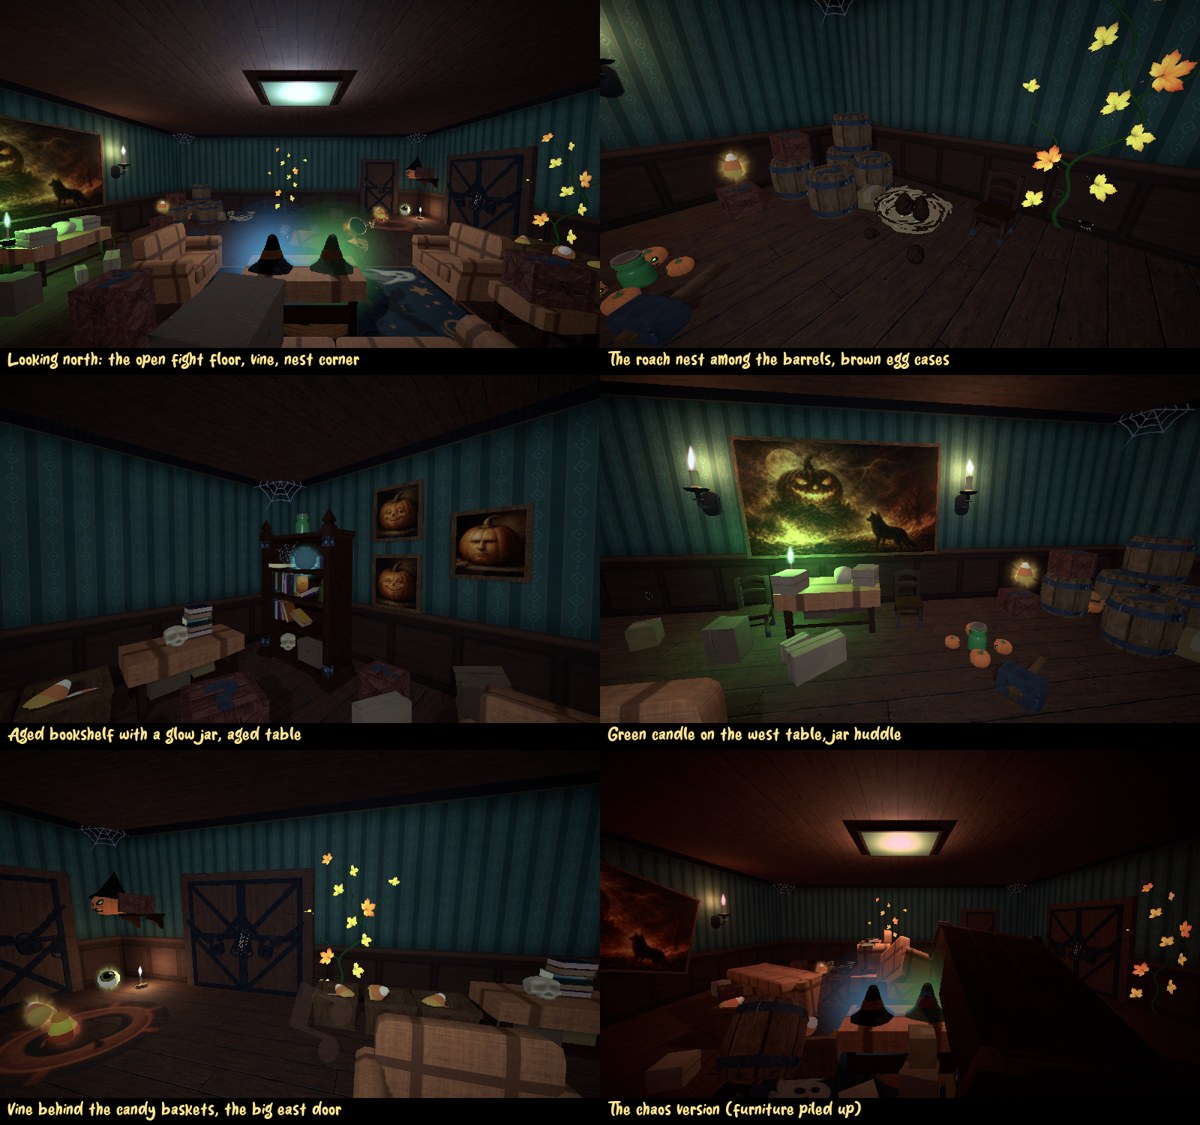 Looking north: the open fight floor, vine, nest corner
The roach nest among the barrels, brown egg cases
Aged bookshelf with a glow jar, aged table
Green candle on the west table, jar huddle
Vine behind the candy baskets, the big east door
The chaos version (furniture piled up)